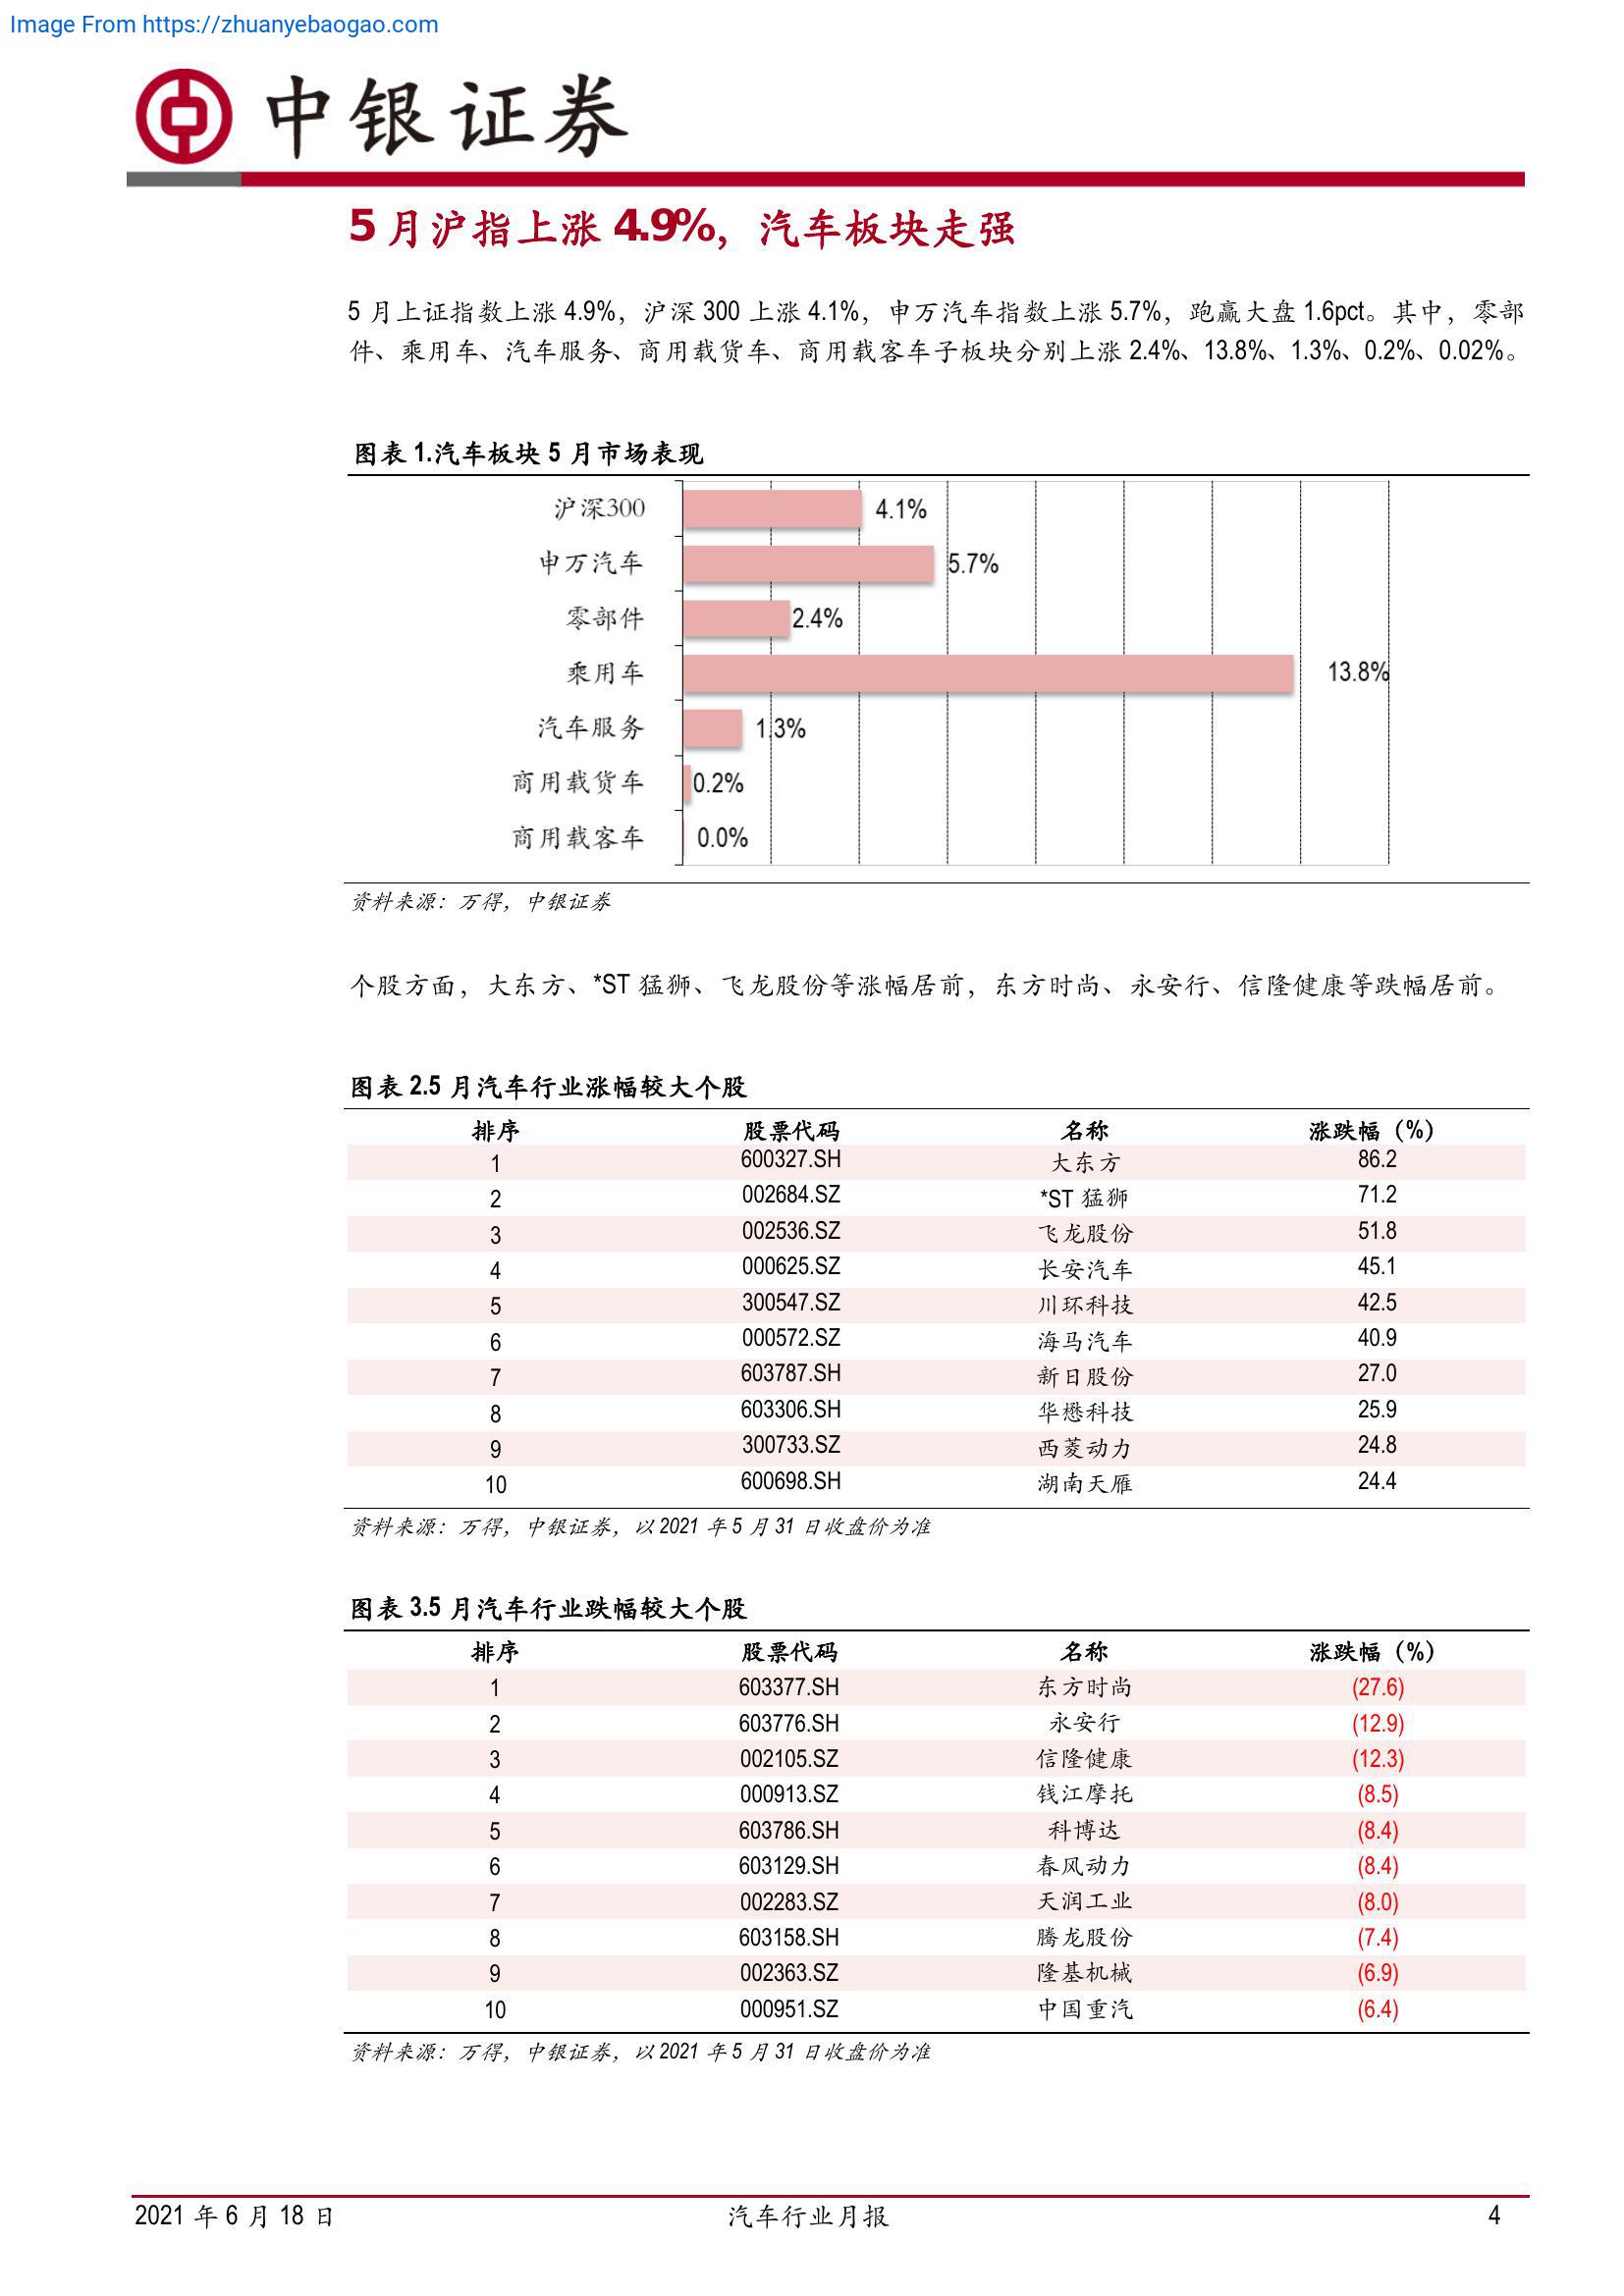 Image From https://zhuanyebaogao.com
中银证券
5 月沪指上涨 4.9%，汽车板块走强
5 月上证指数上涨 4.9%，沪深 300 上涨 4.1%，申万汽车指数上涨 5.7%，跑赢大盘 1.6pct。其中，零部
件、乘用车、汽车服务、商用载货车、商用载客车子板块分别上涨 2.4%、13.8%、1.3%、0.2%、0.02%。
图表 1.汽车板块 5 月市场表现
沪深300 4.1%
申万汽车 5.7%
零部件 2.4%
乘用车 13.8%
汽车服务 1.3%
商用载货车 0.2%
商用载客车 0.0%
资料来源：万得，中银证券
个股方面，大东方、*ST 猛狮、飞龙股份等涨幅居前，东方时尚、永安行、信隆健康等跌幅居前。
图表 2.5 月汽车行业涨幅较大个股
排序 股票代码 名称 涨跌幅（%）
1 600327.SH 大东方 86.2
2 002684.SZ *ST 猛狮 71.2
3 002536.SZ 飞龙股份 51.8
4 000625.SZ 长安汽车 45.1
5 300547.SZ 川环科技 42.5
6 000572.SZ 海马汽车 40.9
7 603787.SH 新日股份 27.0
8 603306.SH 华懋科技 25.9
9 300733.SZ 西菱动力 24.8
10 600698.SH 湖南天雁 24.4
资料来源：万得，中银证券，以 2021 年 5 月 31 日收盘价为准
图表 3.5 月汽车行业跌幅较大个股
排序 股票代码 名称 涨跌幅（%）
1 603377.SH 东方时尚 (27.6)
2 603776.SH 永安行 (12.9)
3 002105.SZ 信隆健康 (12.3)
4 000913.SZ 钱江摩托 (8.5)
5 603786.SH 科博达 (8.4)
6 603129.SH 春风动力 (8.4)
7 002283.SZ 天润工业 (8.0)
8 603158.SH 腾龙股份 (7.4)
9 002363.SZ 隆基机械 (6.9)
10 000951.SZ 中国重汽 (6.4)
资料来源：万得，中银证券，以 2021 年 5 月 31 日收盘价为准
2021 年 6 月 18 日 汽车行业月报 4